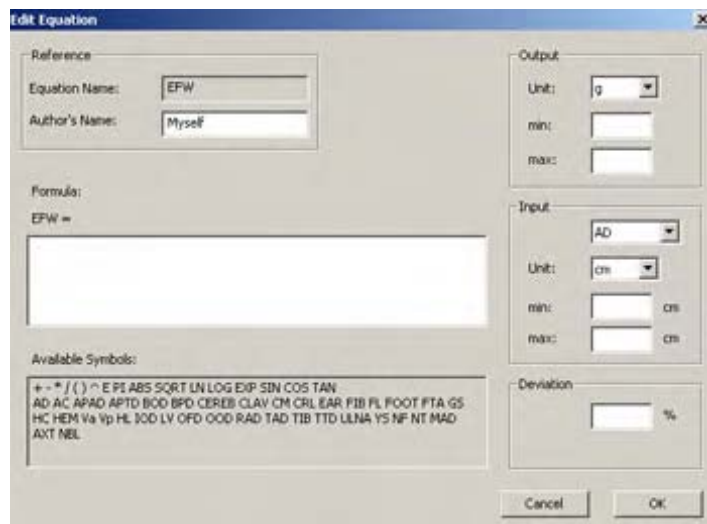 Edit Equation
Reference
Equation Name: EFW
Author's Name: Myself
Formula:
EFW =
Available Symbols:
+ - * / ( ) ^ E PI ABS SQRT LN LOG EXP SIN COS TAN
AD AC APAD APTD BOD BPD CEREB CLAV CM CRL EAR FIB FL FOOT FTA GS
HC HEM Va Vp HL IOD LV OFD OOD RAD TAD TIB TTD ULNA YS NF NT MAD
AXT NBL
Output
Unit: g
min:
max:
Input
AD
Unit: cm
min: cm
max: cm
Deviation
%
Cancel OK